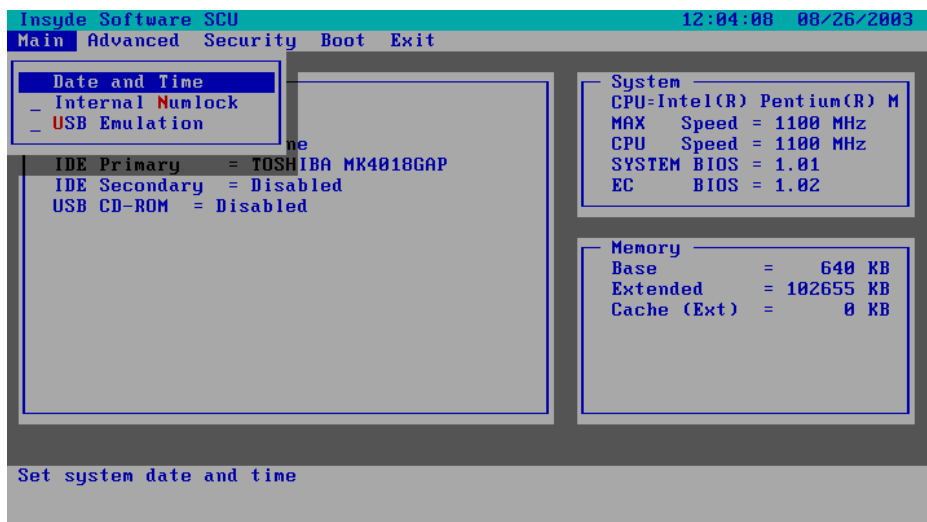 Insyde Software SCU 12:04:08 08/26/2003
Main Advanced Security Boot Exit
Date and Time
_ Internal Numlock
_ USB Emulation
IDE Primary = TOSHIBA MK4018GAP
IDE Secondary = Disabled
USB CD-ROM = Disabled
System
CPU=Intel(R) Pentium(R) M
MAX Speed = 1100 MHz
CPU Speed = 1100 MHz
SYSTEM BIOS = 1.01
EC BIOS = 1.02
Memory
Base = 640 KB
Extended = 102655 KB
Cache (Ext) = 0 KB
Set system date and time